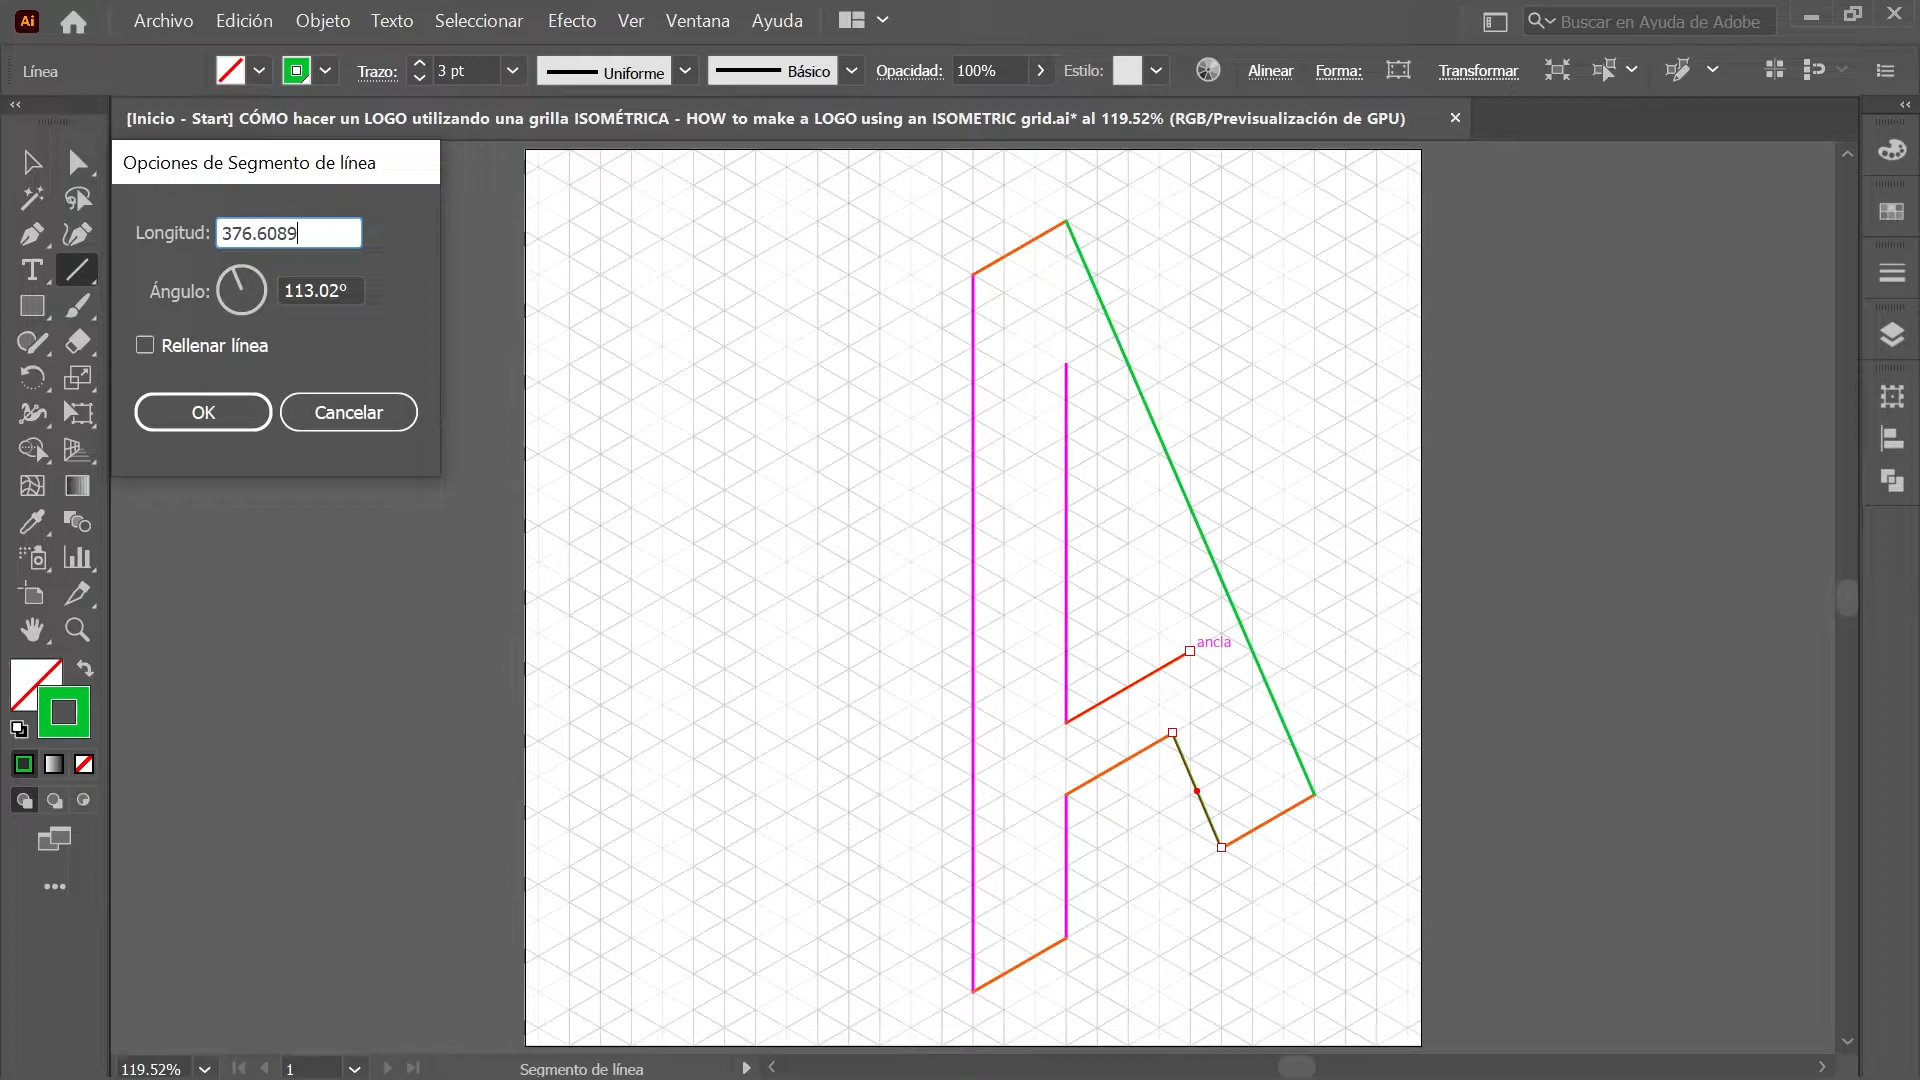 Ai
Archivo Edición Objeto Texto Seleccionar Efecto Ver Ventana Ayuda
Buscar en Ayuda de Adobe
Línea
Trazo: 3 pt
Uniforme
Básico
Opacidad: 100%
Estilo:
Alinear
Forma:
Transformar
[Inicio - Start] CÓMO hacer un LOGO utilizando una grilla ISOMÉTRICA - HOW to make a LOGO using an ISOMETRIC grid.ai* al 119.52% (RGB/Previsualización de GPU)
Opciones de Segmento de línea
Longitud: 376.6089
Ángulo: 113.02º
Rellenar línea
OK
Cancelar
ancla
119.52%
1
Segmento de línea